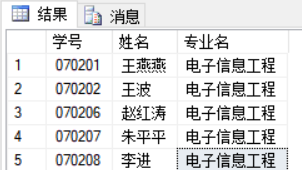 结果 消息
学号 姓名 专业名
1 070201 王燕燕 电子信息工程
2 070202 王波 电子信息工程
3 070206 赵红涛 电子信息工程
4 070207 朱平平 电子信息工程
5 070208 李进 电子信息工程